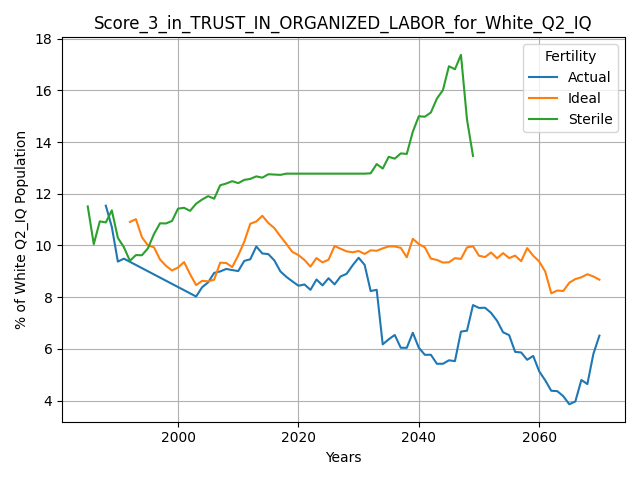 Score_3_in_TRUST_IN_ORGANIZED_LABOR_for_White_Q2_IQ
Fertility
Actual
Ideal
Sterile
% of White Q2_IQ Population
18
16
14
12
10
8
6
4
2000
2020
2040
2060
Years